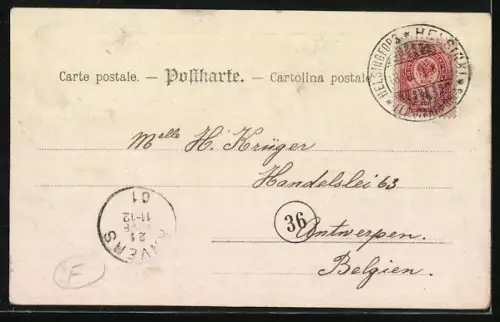 Carte postale. — Postkarte. — Cartolina postale
HELSINGFORS * HELSINKI *
Mlle H. Krüger
Handelslei 63
36
Antwerpen.
Belgien.
ANVERS
21
11-12
01
F